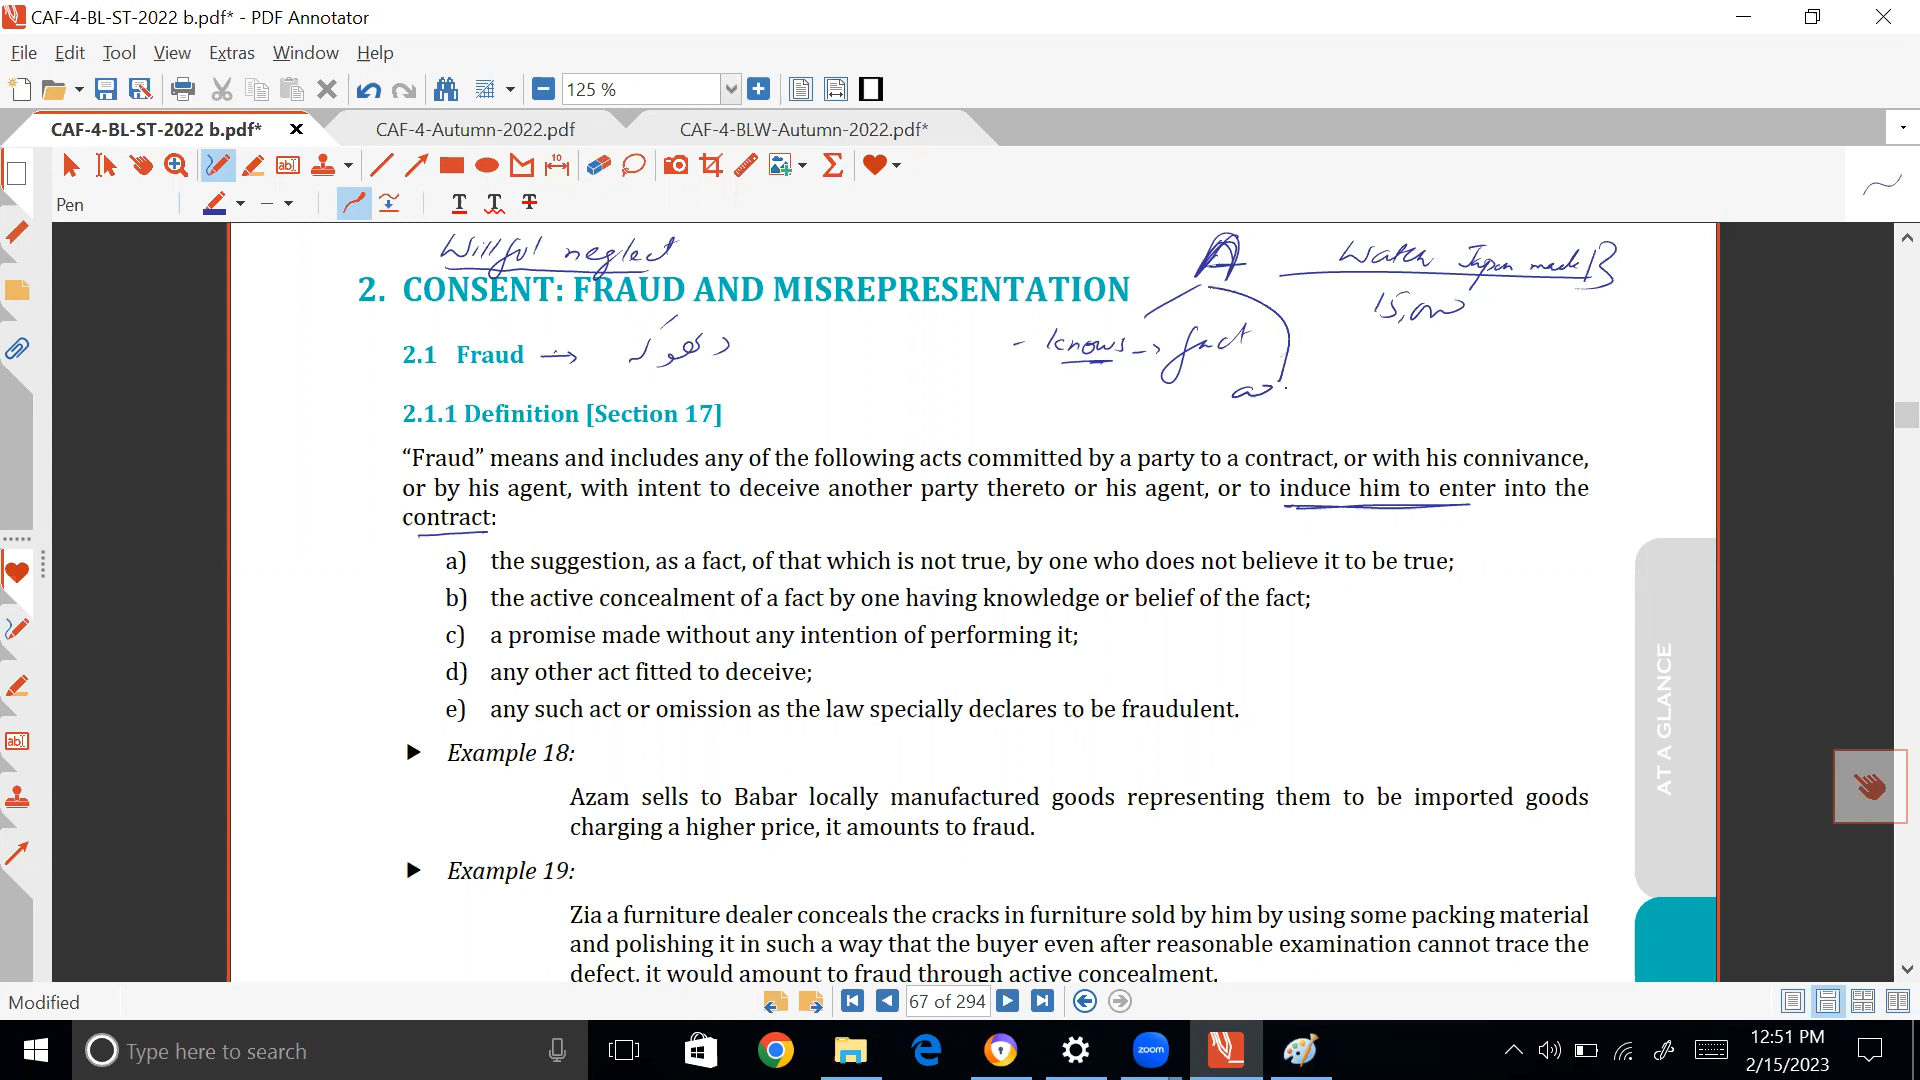 CAF-4-BL-ST-2022 b.pdf* - PDF Annotator
File Edit Tool View Extras Window Help
125 %
CAF-4-BL-ST-2022 b.pdf* CAF-4-Autumn-2022.pdf CAF-4-BLW-Autumn-2022.pdf*
Pen
Willful neglect
A Watch Japan made B
15,000
2. CONSENT: FRAUD AND MISREPRESENTATION
2.1 Fraud → دھوکہ
- knows → fact
2.1.1 Definition [Section 17]
“Fraud” means and includes any of the following acts committed by a party to a contract, or with his connivance,
or by his agent, with intent to deceive another party thereto or his agent, or to induce him to enter into the
contract:
a) the suggestion, as a fact, of that which is not true, by one who does not believe it to be true;
b) the active concealment of a fact by one having knowledge or belief of the fact;
c) a promise made without any intention of performing it;
d) any other act fitted to deceive;
e) any such act or omission as the law specially declares to be fraudulent.
Example 18:
Azam sells to Babar locally manufactured goods representing them to be imported goods
charging a higher price, it amounts to fraud.
Example 19:
Zia a furniture dealer conceals the cracks in furniture sold by him by using some packing material
and polishing it in such a way that the buyer even after reasonable examination cannot trace the
defect, it would amount to fraud through active concealment.
AT A GLANCE
Modified
67 of 294
Type here to search
zoom
12:51 PM
2/15/2023